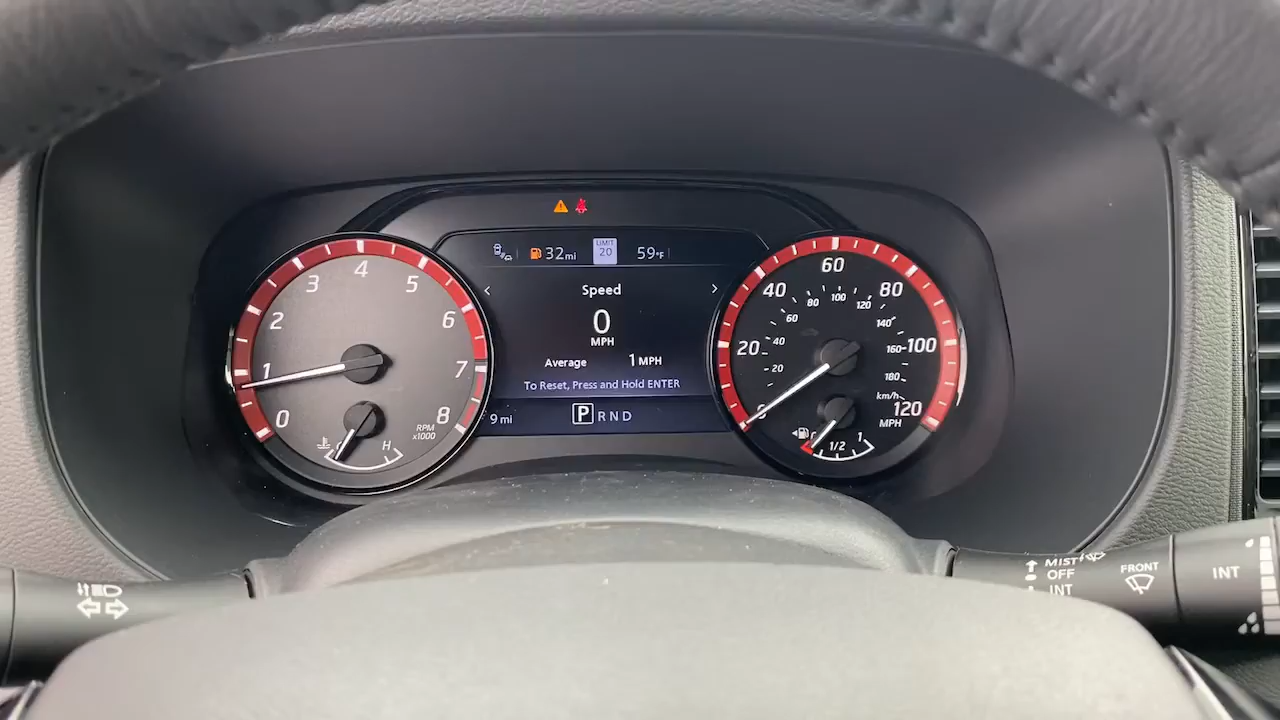 32mi
LIMIT
20
59°F
Speed
0
MPH
Average 1 MPH
To Reset, Press and Hold ENTER
9 mi
P R N D
0
1
2
3
4
5
6
7
8
RPM
x1000
H
20
40
60
80
100
120
MPH
20
40
60
80
100
120
140
160
180
km/h
1/2
1
MIST
OFF
INT
FRONT
INT